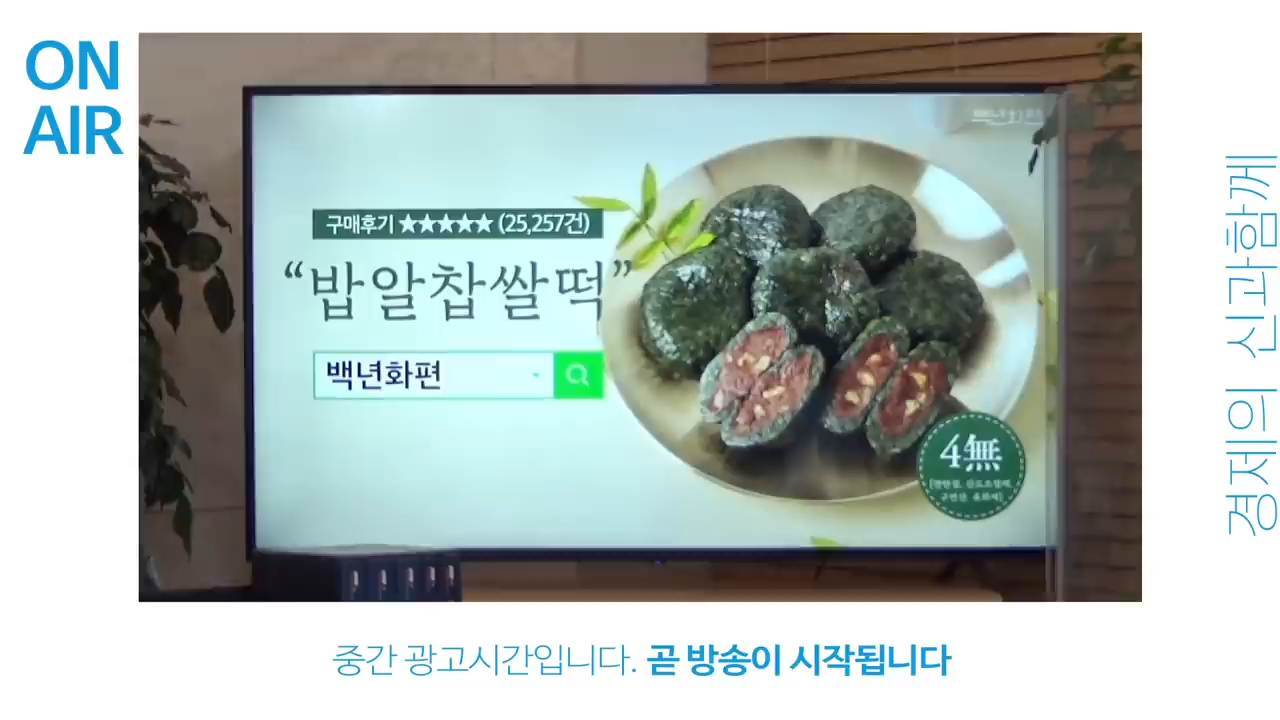 ON
AIR
구매후기 ★★★★★ (25,257건)
“밥알찹쌀떡”
백년화편
4無
경제의 신과함께
중간 광고시간입니다. 곧 방송이 시작됩니다